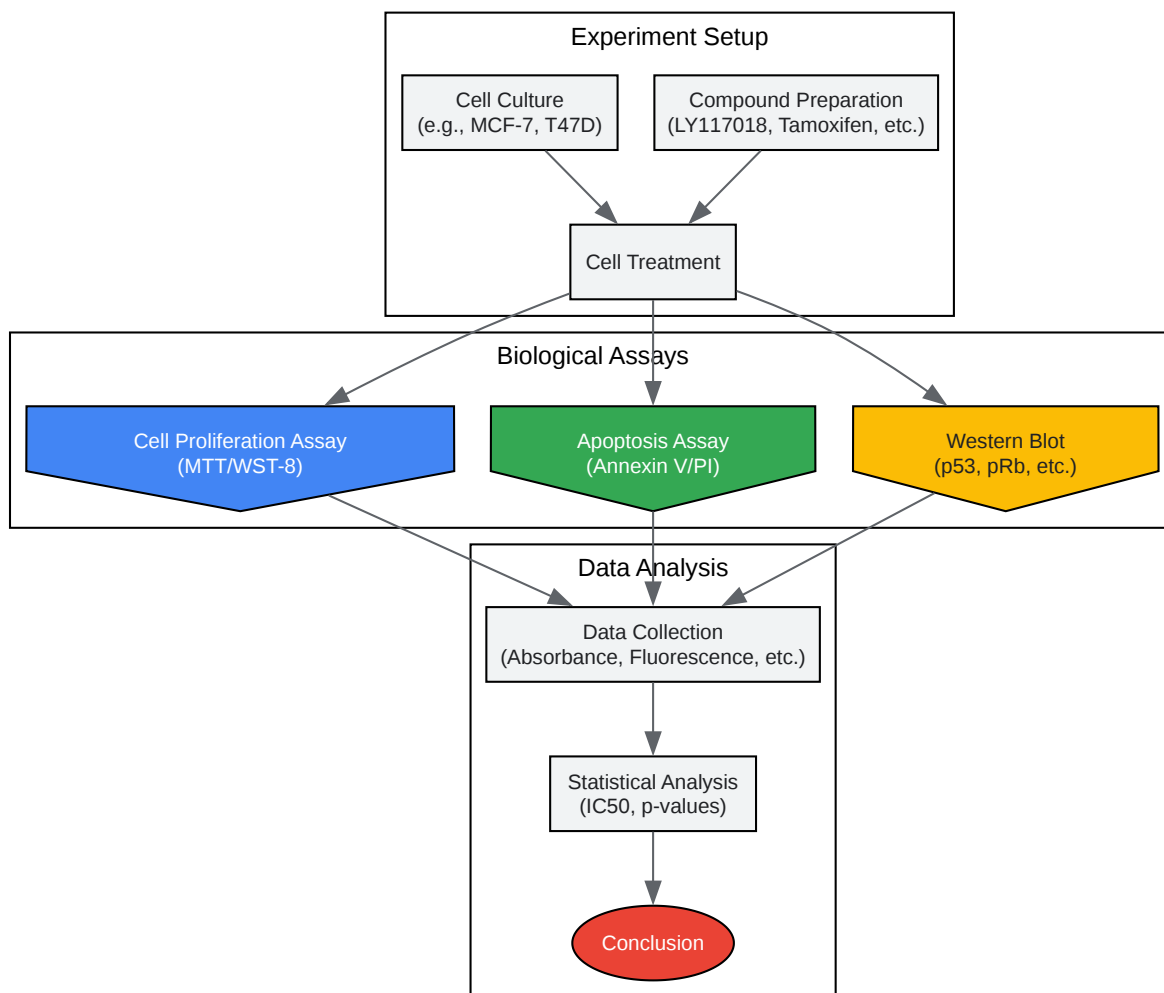 Experiment Setup
Cell Culture
(e.g., MCF-7, T47D)
Compound Preparation
(LY117018, Tamoxifen, etc.)
Cell Treatment
Biological Assays
Cell Proliferation Assay
(MTT/WST-8)
Apoptosis Assay
(Annexin V/PI)
Western Blot
(p53, pRb, etc.)
Data Analysis
Data Collection
(Absorbance, Fluorescence, etc.)
Statistical Analysis
(IC50, p-values)
Conclusion